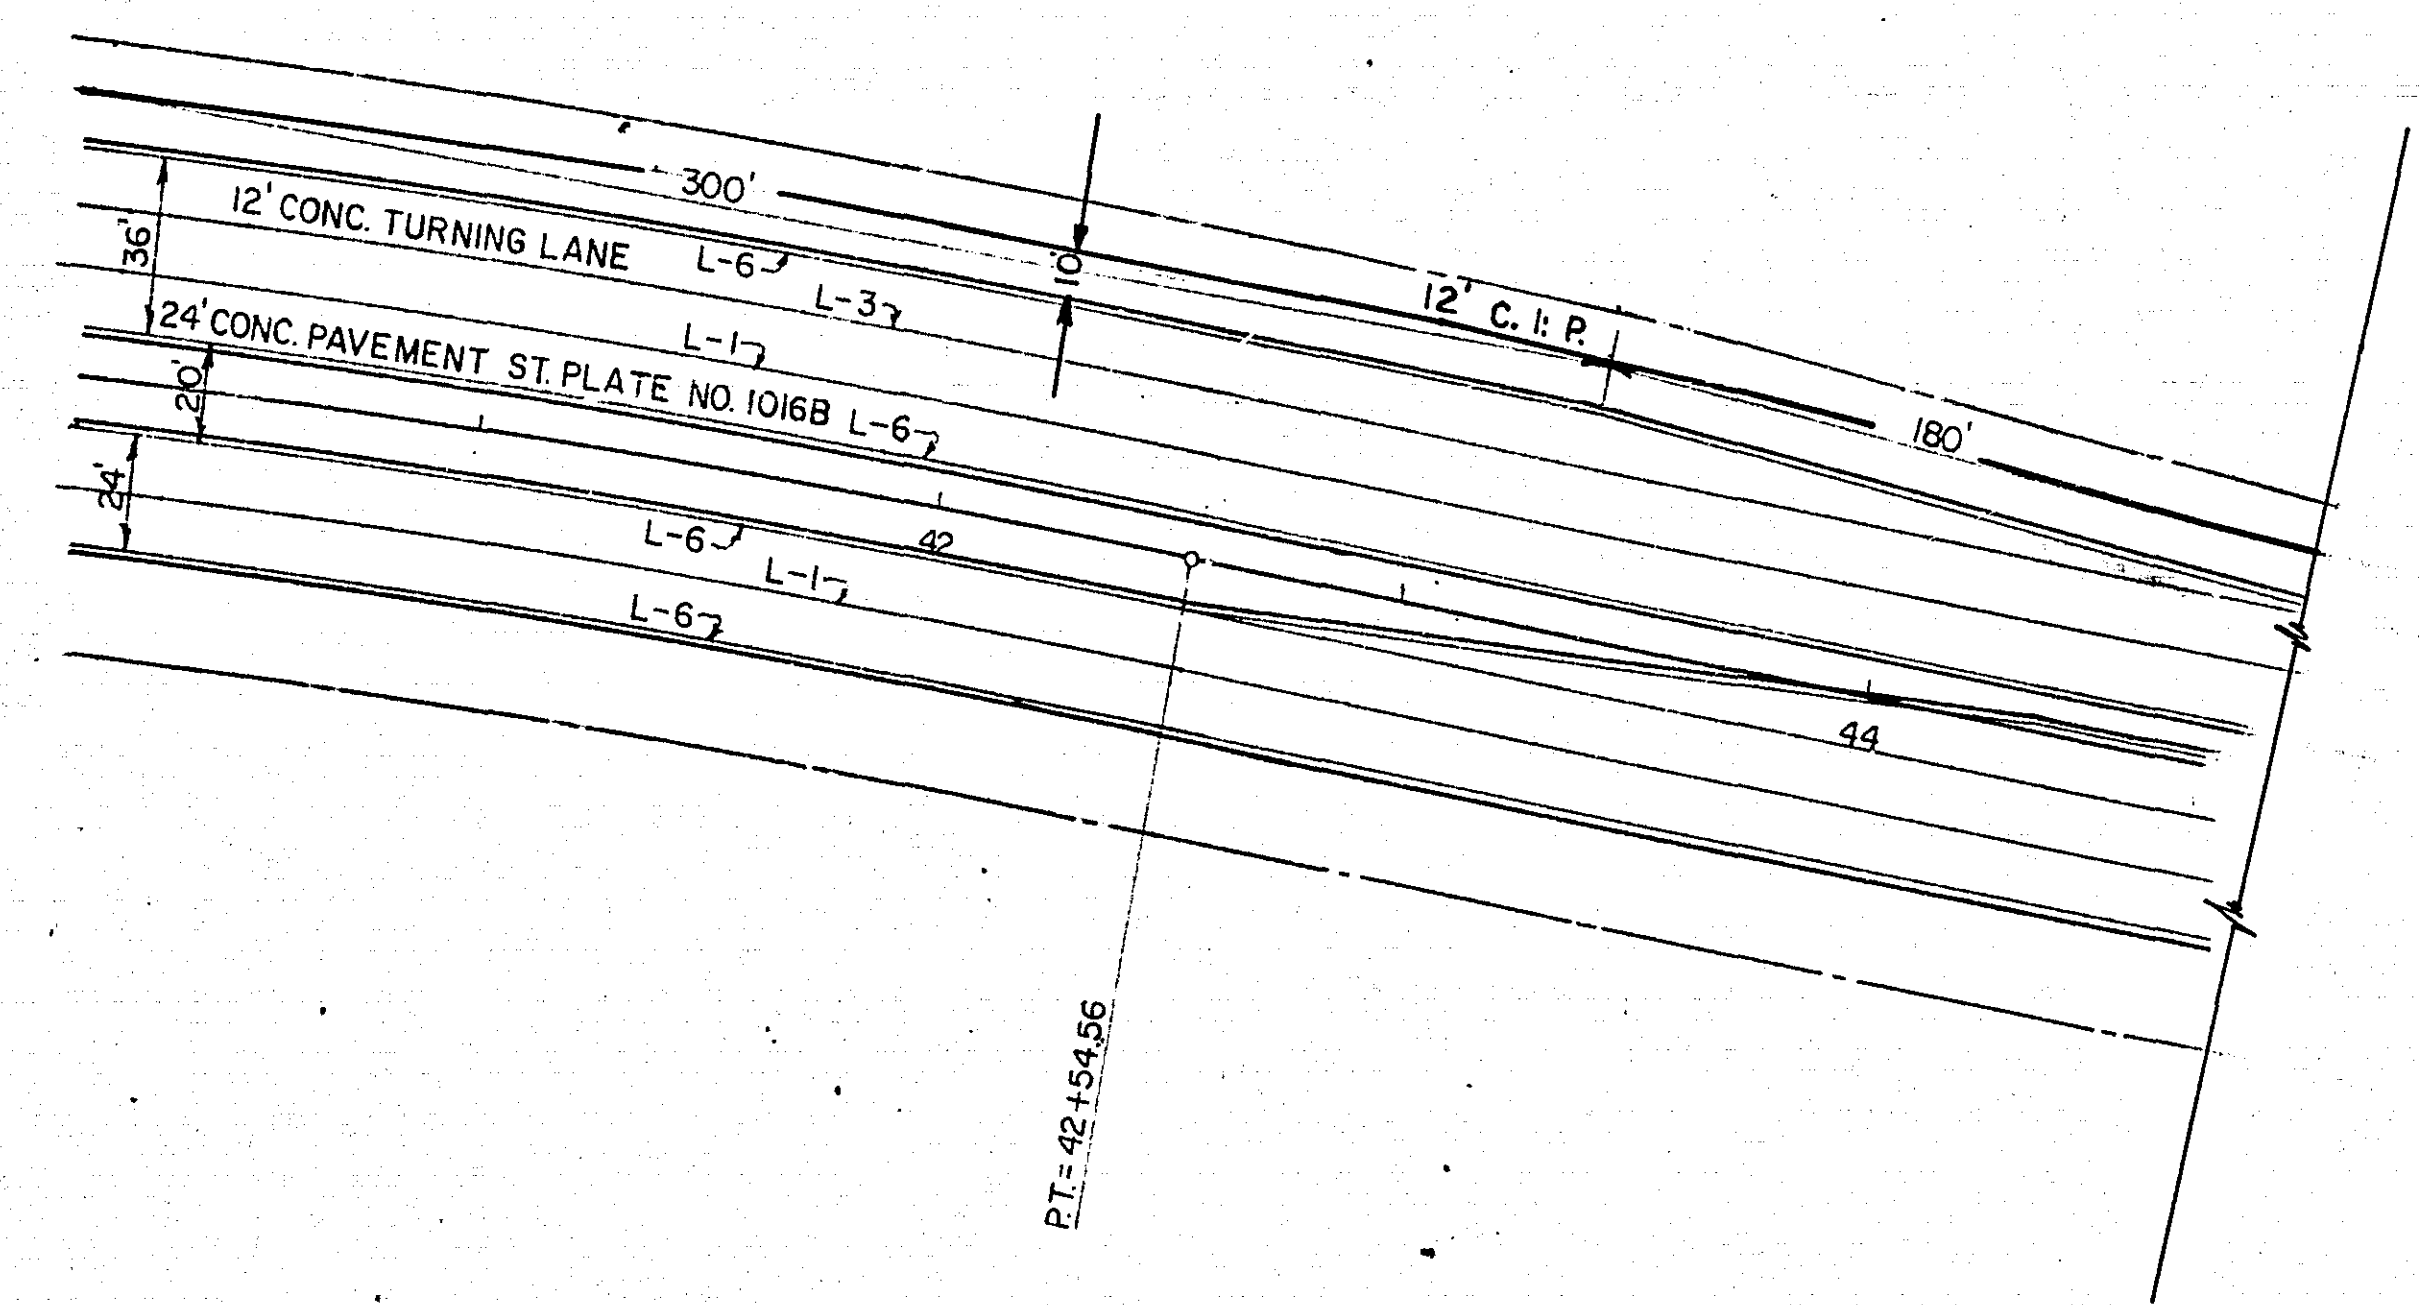 300'
12' CONC. TURNING LANE
L-6
36'
10'
L-3
12' C. I. P.
L-1
24' CONC. PAVEMENT ST. PLATE NO. 1016B L-6
20'
180'
24'
L-6
42
L-1
L-6
44
P.T.=42+54.56